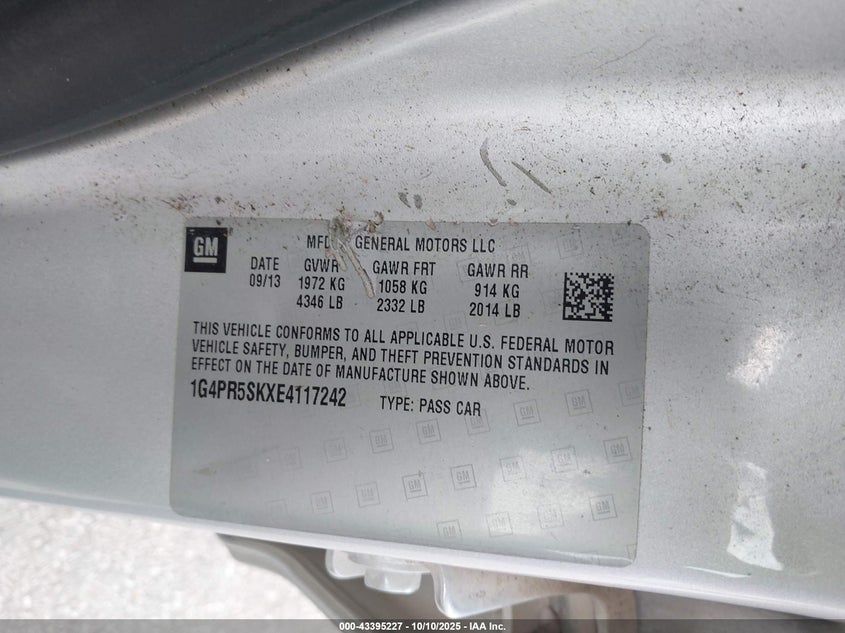 GM
MFD GENERAL MOTORS LLC
DATE GVWR GAWR FRT GAWR RR
09/13 1972 KG 1058 KG 914 KG
4346 LB 2332 LB 2014 LB
THIS VEHICLE CONFORMS TO ALL APPLICABLE U.S. FEDERAL MOTOR
VEHICLE SAFETY, BUMPER, AND THEFT PREVENTION STANDARDS IN
EFFECT ON THE DATE OF MANUFACTURE SHOWN ABOVE.
1G4PR5SKXE4117242 TYPE: PASS CAR
000-43395227 - 10/10/2025 - IAA Inc.